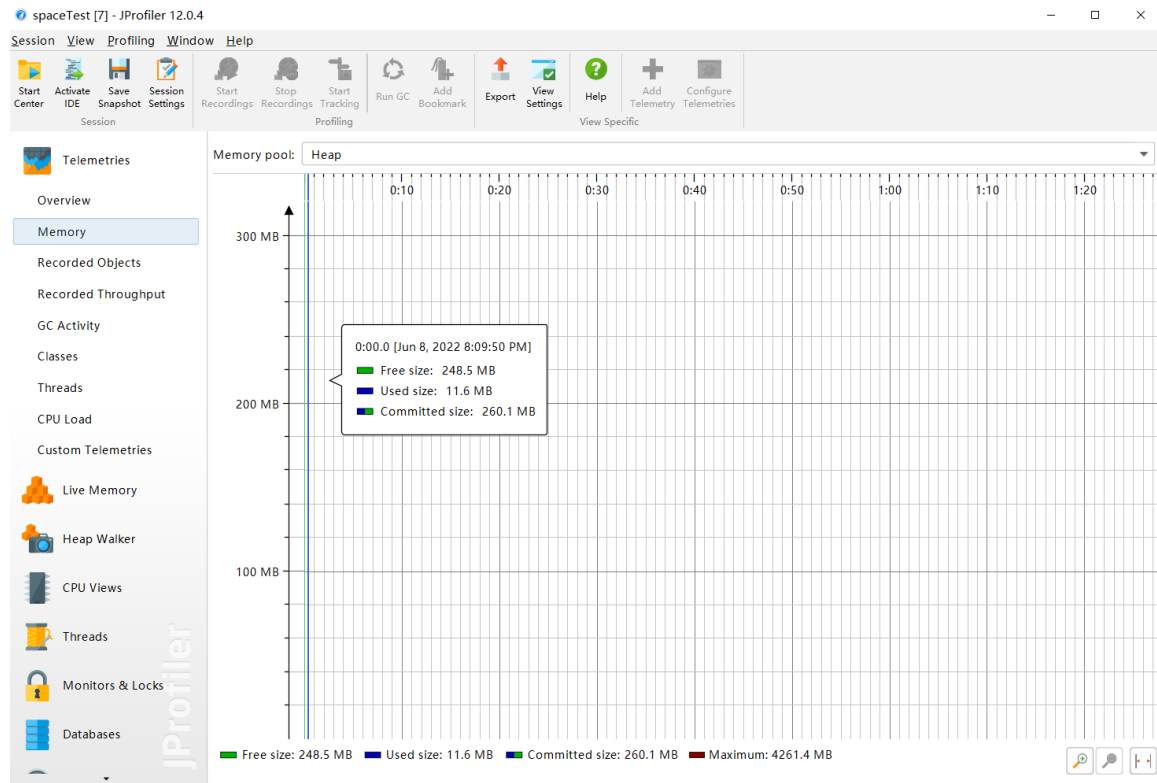 spaceTest [7] - JProfiler 12.0.4
Session View Profiling Window Help
Start Center
Activate IDE
Save Snapshot
Session Settings
Start Recordings
Stop Recordings
Start Tracking
Run GC
Add Bookmark
Export
View Settings
Help
Add Telemetry
Configure Telemetries
Session
Profiling
View Specific
Telemetries
Overview
Memory
Recorded Objects
Recorded Throughput
GC Activity
Classes
Threads
CPU Load
Custom Telemetries
Live Memory
Heap Walker
CPU Views
Threads
Monitors & Locks
Databases
JProfiler
Memory pool: Heap
0:10 0:20 0:30 0:40 0:50 1:00 1:10 1:20
300 MB
200 MB
100 MB
0:00.0 [Jun 8, 2022 8:09:50 PM]
Free size: 248.5 MB
Used size: 11.6 MB
Committed size: 260.1 MB
Free size: 248.5 MB Used size: 11.6 MB Committed size: 260.1 MB Maximum: 4261.4 MB